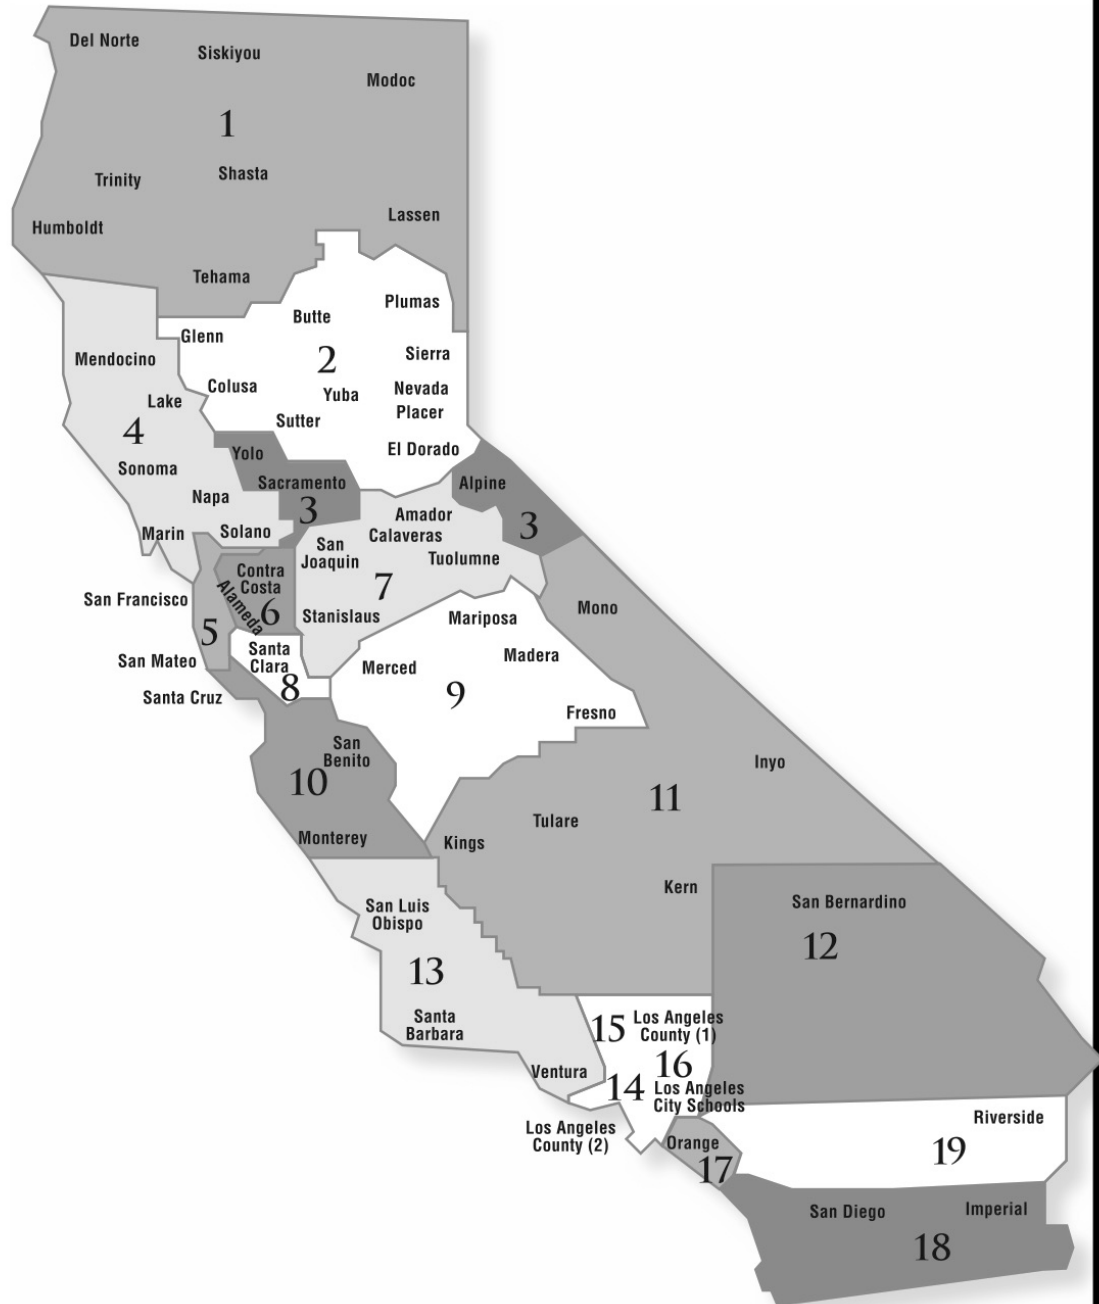 Del Norte
Siskiyou
Modoc
1
Trinity
Shasta
Lassen
Humboldt
Tehama
Plumas
Butte
Glenn
Mendocino
2
Sierra
Colusa
Yuba
Nevada
Lake
Placer
Sutter
4
El Dorado
Yolo
Sonoma
Sacramento
Alpine
Napa
3
Amador
3
Marin
Solano
Calaveras
San
Joaquin
Tuolumne
Contra
Costa
Alameda
7
San Francisco
6
Mono
Stanislaus
Mariposa
5
Santa
Clara
Madera
San Mateo
Merced
8
9
Santa Cruz
Fresno
San
Benito
Inyo
10
11
Tulare
Monterey
Kings
Kern
San Bernardino
San Luis
Obispo
12
13
Santa
Barbara
15
Los Angeles
County (1)
16
Ventura
14
Los Angeles
City Schools
Los Angeles
County (2)
Riverside
Orange
19
17
San Diego
Imperial
18